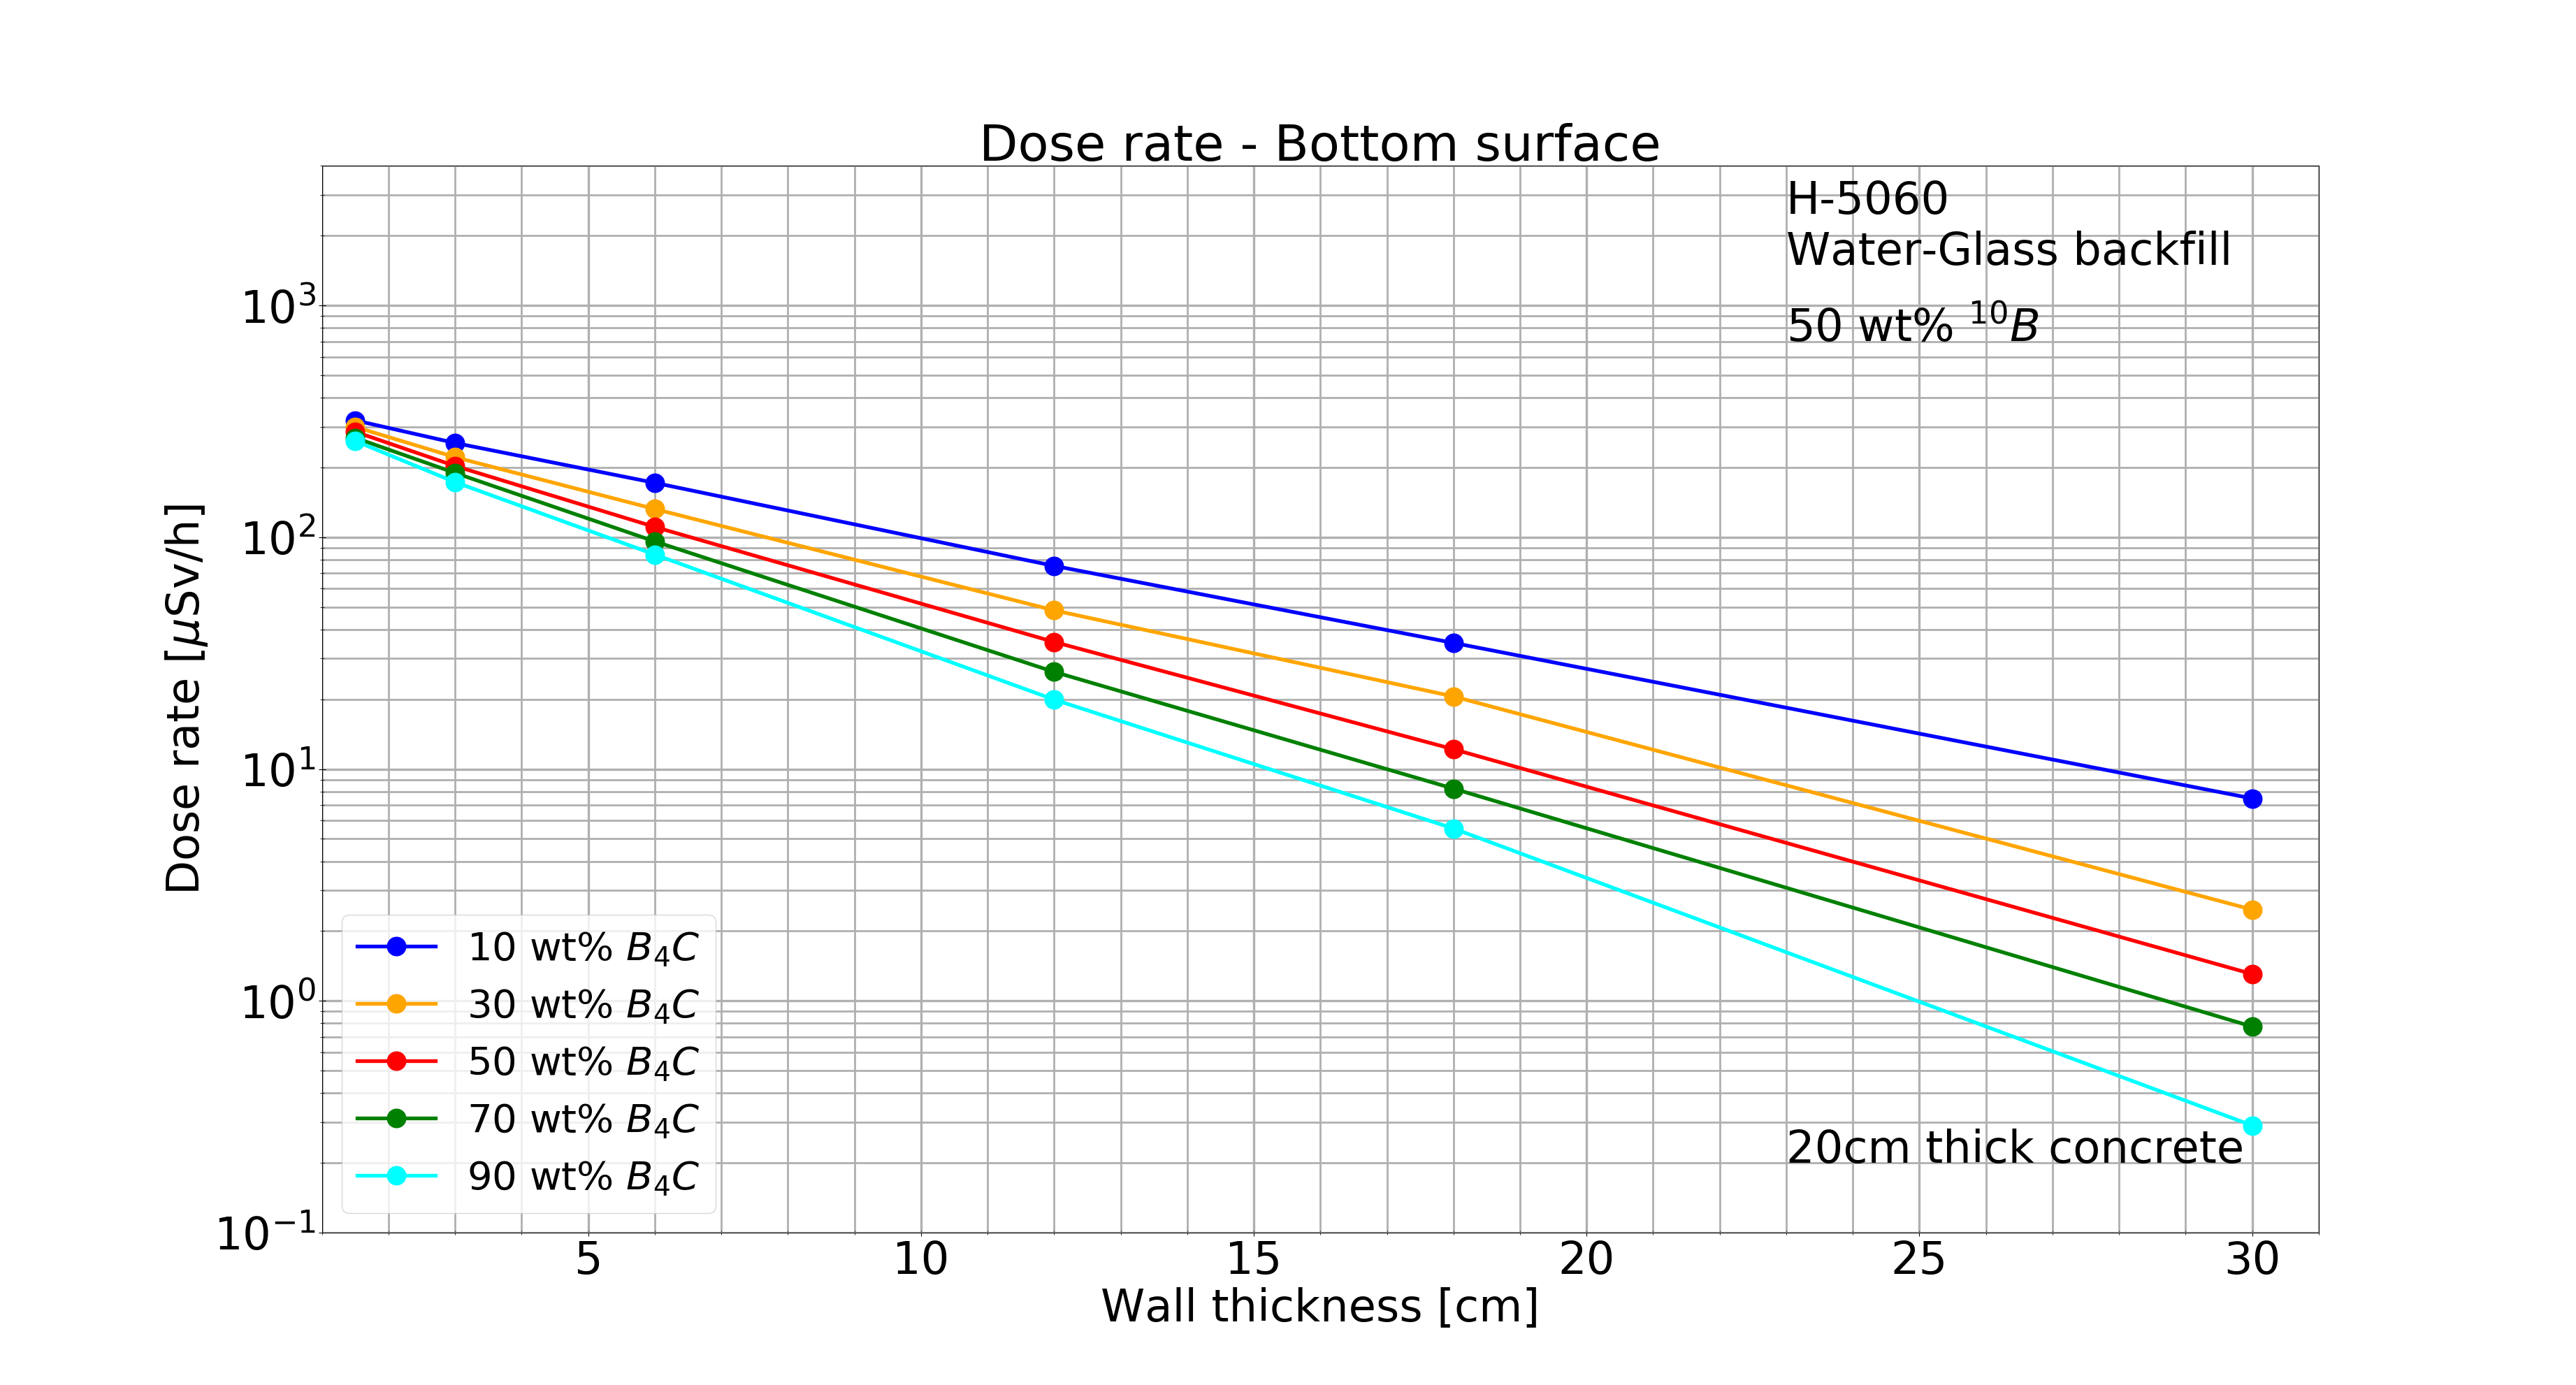 Dose rate - Bottom surface
H-5060
Water-Glass backfill
50 wt% ¹⁰B
10³
10²
10¹
10⁰
10⁻¹
Dose rate [μSv/h]
10 wt% B₄C
30 wt% B₄C
50 wt% B₄C
70 wt% B₄C
90 wt% B₄C
20cm thick concrete
5 10 15 20 25 30
Wall thickness [cm]